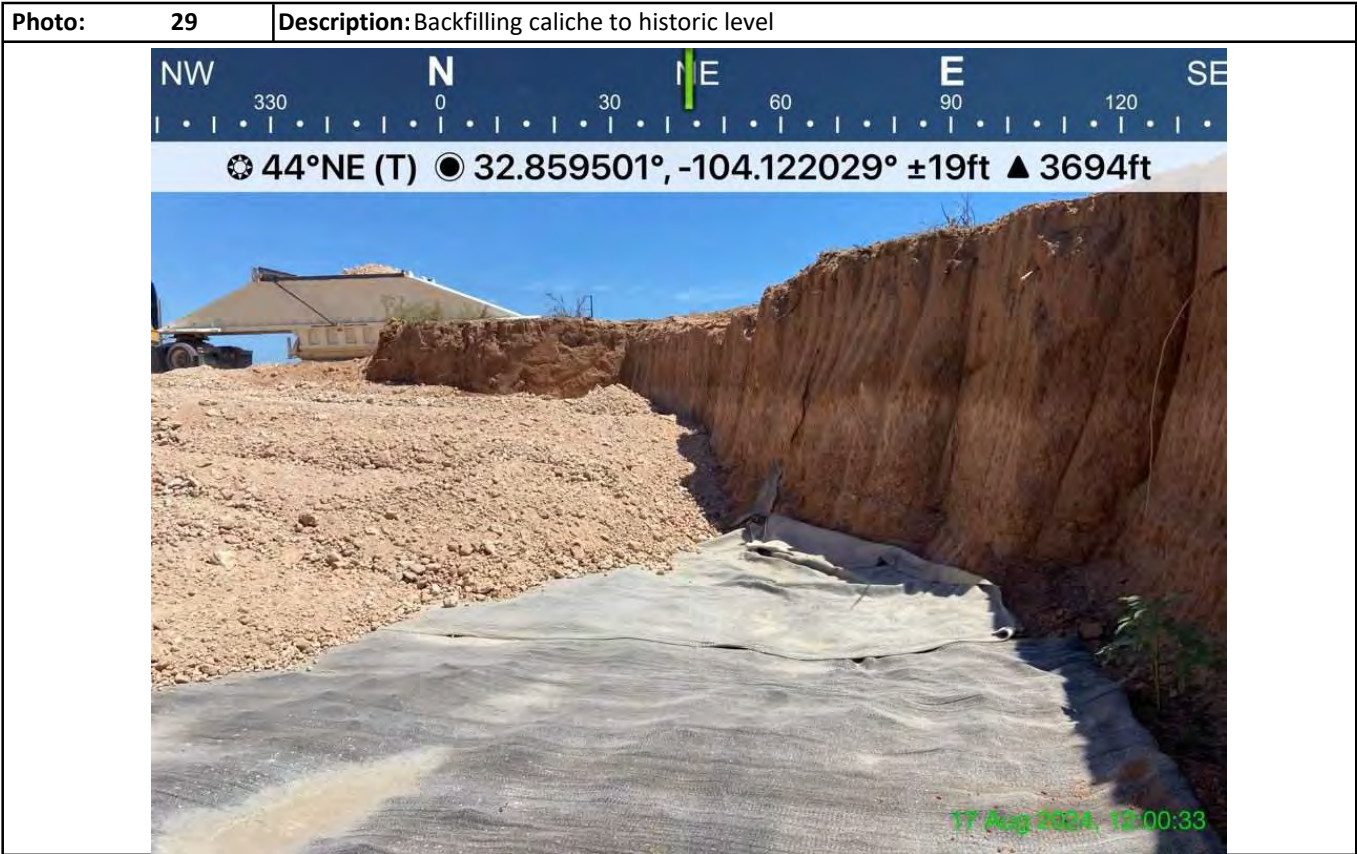 Photo: 29 Description: Backfilling caliche to historic level
NW N NE E SE
330 0 30 60 90 120
44°NE (T) 32.859501°, -104.122029° ±19ft ▲ 3694ft
17 Aug 2024, 12:00:33